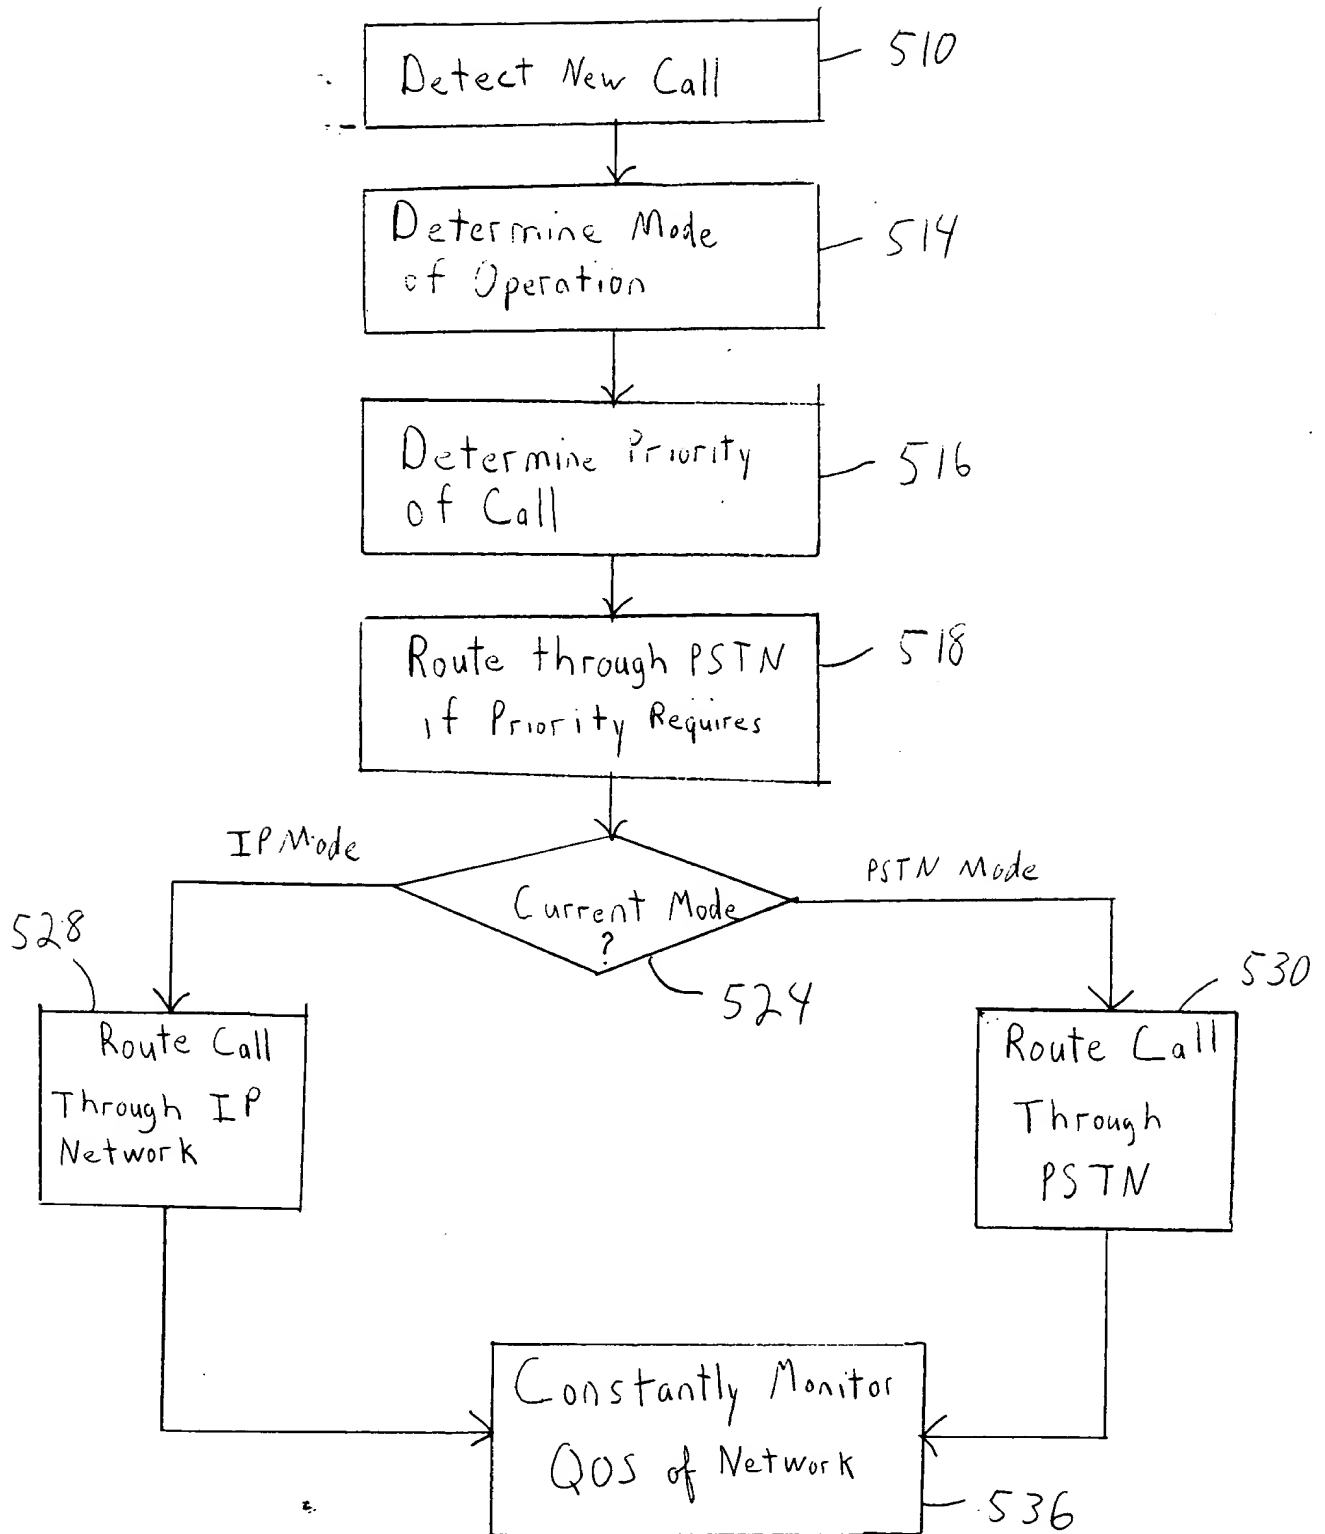 Detect New Call
510
Determine Mode
of Operation
514
Determine Priority
of Call
516
Route through PSTN
if Priority Requires
518
IP Mode
PSTN Mode
Current Mode
?
524
528
Route Call
Through IP
Network
530
Route Call
Through
PSTN
Constantly Monitor
QOS of Network
536